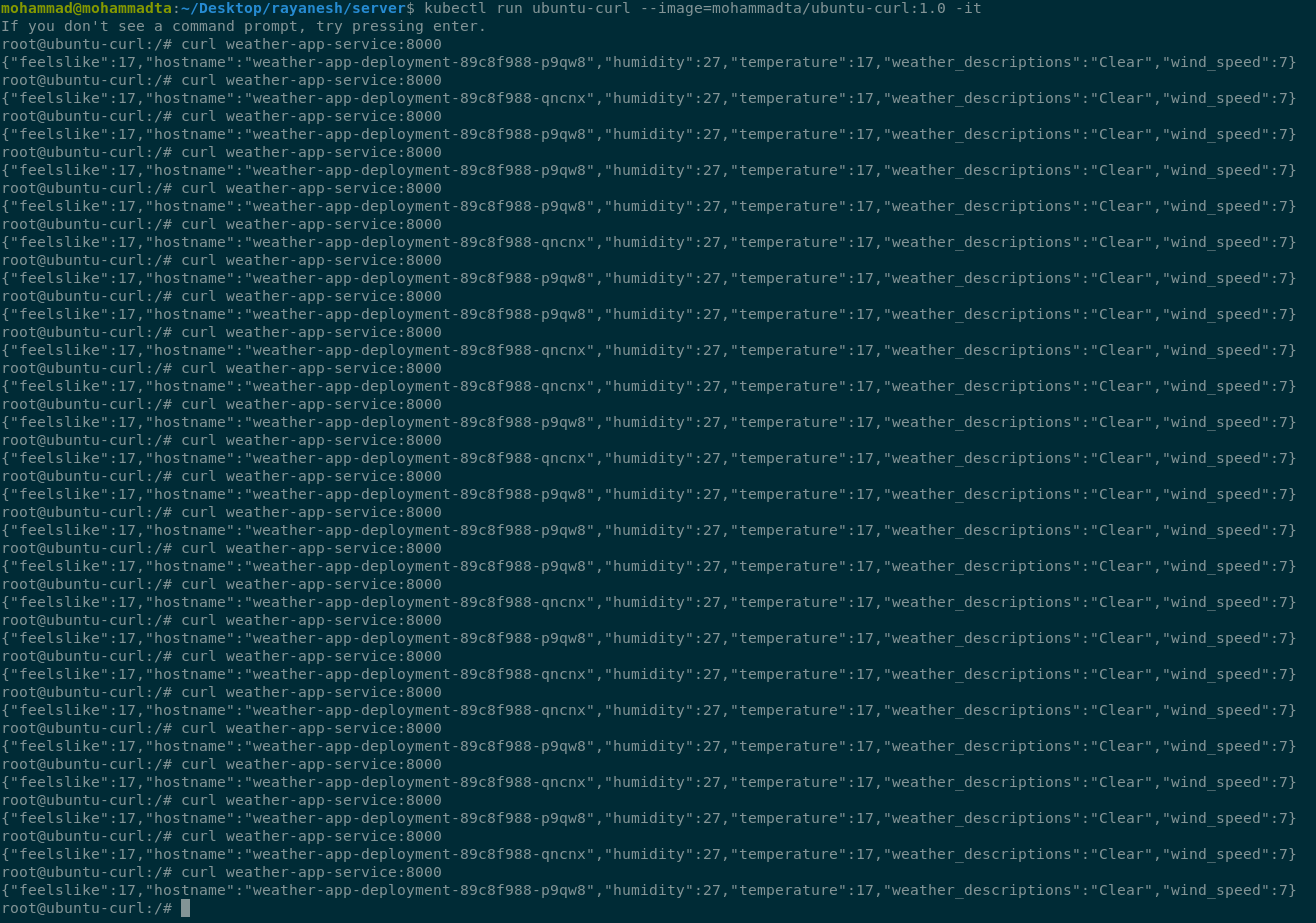 mohammad@mohammadta:~/Desktop/rayanesh/server$ kubectl run ubuntu-curl --image=mohammadta/ubuntu-curl:1.0 -it
If you don't see a command prompt, try pressing enter.
root@ubuntu-curl:/# curl weather-app-service:8000
{"feelslike":17,"hostname":"weather-app-deployment-89c8f988-p9qw8","humidity":27,"temperature":17,"weather_descriptions":"Clear","wind_speed":7}
root@ubuntu-curl:/# curl weather-app-service:8000
{"feelslike":17,"hostname":"weather-app-deployment-89c8f988-qncnx","humidity":27,"temperature":17,"weather_descriptions":"Clear","wind_speed":7}
root@ubuntu-curl:/# curl weather-app-service:8000
{"feelslike":17,"hostname":"weather-app-deployment-89c8f988-p9qw8","humidity":27,"temperature":17,"weather_descriptions":"Clear","wind_speed":7}
root@ubuntu-curl:/# curl weather-app-service:8000
{"feelslike":17,"hostname":"weather-app-deployment-89c8f988-p9qw8","humidity":27,"temperature":17,"weather_descriptions":"Clear","wind_speed":7}
root@ubuntu-curl:/# curl weather-app-service:8000
{"feelslike":17,"hostname":"weather-app-deployment-89c8f988-p9qw8","humidity":27,"temperature":17,"weather_descriptions":"Clear","wind_speed":7}
root@ubuntu-curl:/# curl weather-app-service:8000
{"feelslike":17,"hostname":"weather-app-deployment-89c8f988-qncnx","humidity":27,"temperature":17,"weather_descriptions":"Clear","wind_speed":7}
root@ubuntu-curl:/# curl weather-app-service:8000
{"feelslike":17,"hostname":"weather-app-deployment-89c8f988-p9qw8","humidity":27,"temperature":17,"weather_descriptions":"Clear","wind_speed":7}
root@ubuntu-curl:/# curl weather-app-service:8000
{"feelslike":17,"hostname":"weather-app-deployment-89c8f988-p9qw8","humidity":27,"temperature":17,"weather_descriptions":"Clear","wind_speed":7}
root@ubuntu-curl:/# curl weather-app-service:8000
{"feelslike":17,"hostname":"weather-app-deployment-89c8f988-qncnx","humidity":27,"temperature":17,"weather_descriptions":"Clear","wind_speed":7}
root@ubuntu-curl:/# curl weather-app-service:8000
{"feelslike":17,"hostname":"weather-app-deployment-89c8f988-qncnx","humidity":27,"temperature":17,"weather_descriptions":"Clear","wind_speed":7}
root@ubuntu-curl:/# curl weather-app-service:8000
{"feelslike":17,"hostname":"weather-app-deployment-89c8f988-p9qw8","humidity":27,"temperature":17,"weather_descriptions":"Clear","wind_speed":7}
root@ubuntu-curl:/# curl weather-app-service:8000
{"feelslike":17,"hostname":"weather-app-deployment-89c8f988-qncnx","humidity":27,"temperature":17,"weather_descriptions":"Clear","wind_speed":7}
root@ubuntu-curl:/# curl weather-app-service:8000
{"feelslike":17,"hostname":"weather-app-deployment-89c8f988-p9qw8","humidity":27,"temperature":17,"weather_descriptions":"Clear","wind_speed":7}
root@ubuntu-curl:/# curl weather-app-service:8000
{"feelslike":17,"hostname":"weather-app-deployment-89c8f988-p9qw8","humidity":27,"temperature":17,"weather_descriptions":"Clear","wind_speed":7}
root@ubuntu-curl:/# curl weather-app-service:8000
{"feelslike":17,"hostname":"weather-app-deployment-89c8f988-p9qw8","humidity":27,"temperature":17,"weather_descriptions":"Clear","wind_speed":7}
root@ubuntu-curl:/# curl weather-app-service:8000
{"feelslike":17,"hostname":"weather-app-deployment-89c8f988-qncnx","humidity":27,"temperature":17,"weather_descriptions":"Clear","wind_speed":7}
root@ubuntu-curl:/# curl weather-app-service:8000
{"feelslike":17,"hostname":"weather-app-deployment-89c8f988-p9qw8","humidity":27,"temperature":17,"weather_descriptions":"Clear","wind_speed":7}
root@ubuntu-curl:/# curl weather-app-service:8000
{"feelslike":17,"hostname":"weather-app-deployment-89c8f988-qncnx","humidity":27,"temperature":17,"weather_descriptions":"Clear","wind_speed":7}
root@ubuntu-curl:/# curl weather-app-service:8000
{"feelslike":17,"hostname":"weather-app-deployment-89c8f988-qncnx","humidity":27,"temperature":17,"weather_descriptions":"Clear","wind_speed":7}
root@ubuntu-curl:/# curl weather-app-service:8000
{"feelslike":17,"hostname":"weather-app-deployment-89c8f988-p9qw8","humidity":27,"temperature":17,"weather_descriptions":"Clear","wind_speed":7}
root@ubuntu-curl:/# curl weather-app-service:8000
{"feelslike":17,"hostname":"weather-app-deployment-89c8f988-qncnx","humidity":27,"temperature":17,"weather_descriptions":"Clear","wind_speed":7}
root@ubuntu-curl:/# curl weather-app-service:8000
{"feelslike":17,"hostname":"weather-app-deployment-89c8f988-p9qw8","humidity":27,"temperature":17,"weather_descriptions":"Clear","wind_speed":7}
root@ubuntu-curl:/# curl weather-app-service:8000
{"feelslike":17,"hostname":"weather-app-deployment-89c8f988-qncnx","humidity":27,"temperature":17,"weather_descriptions":"Clear","wind_speed":7}
root@ubuntu-curl:/# curl weather-app-service:8000
{"feelslike":17,"hostname":"weather-app-deployment-89c8f988-p9qw8","humidity":27,"temperature":17,"weather_descriptions":"Clear","wind_speed":7}
root@ubuntu-curl:/#